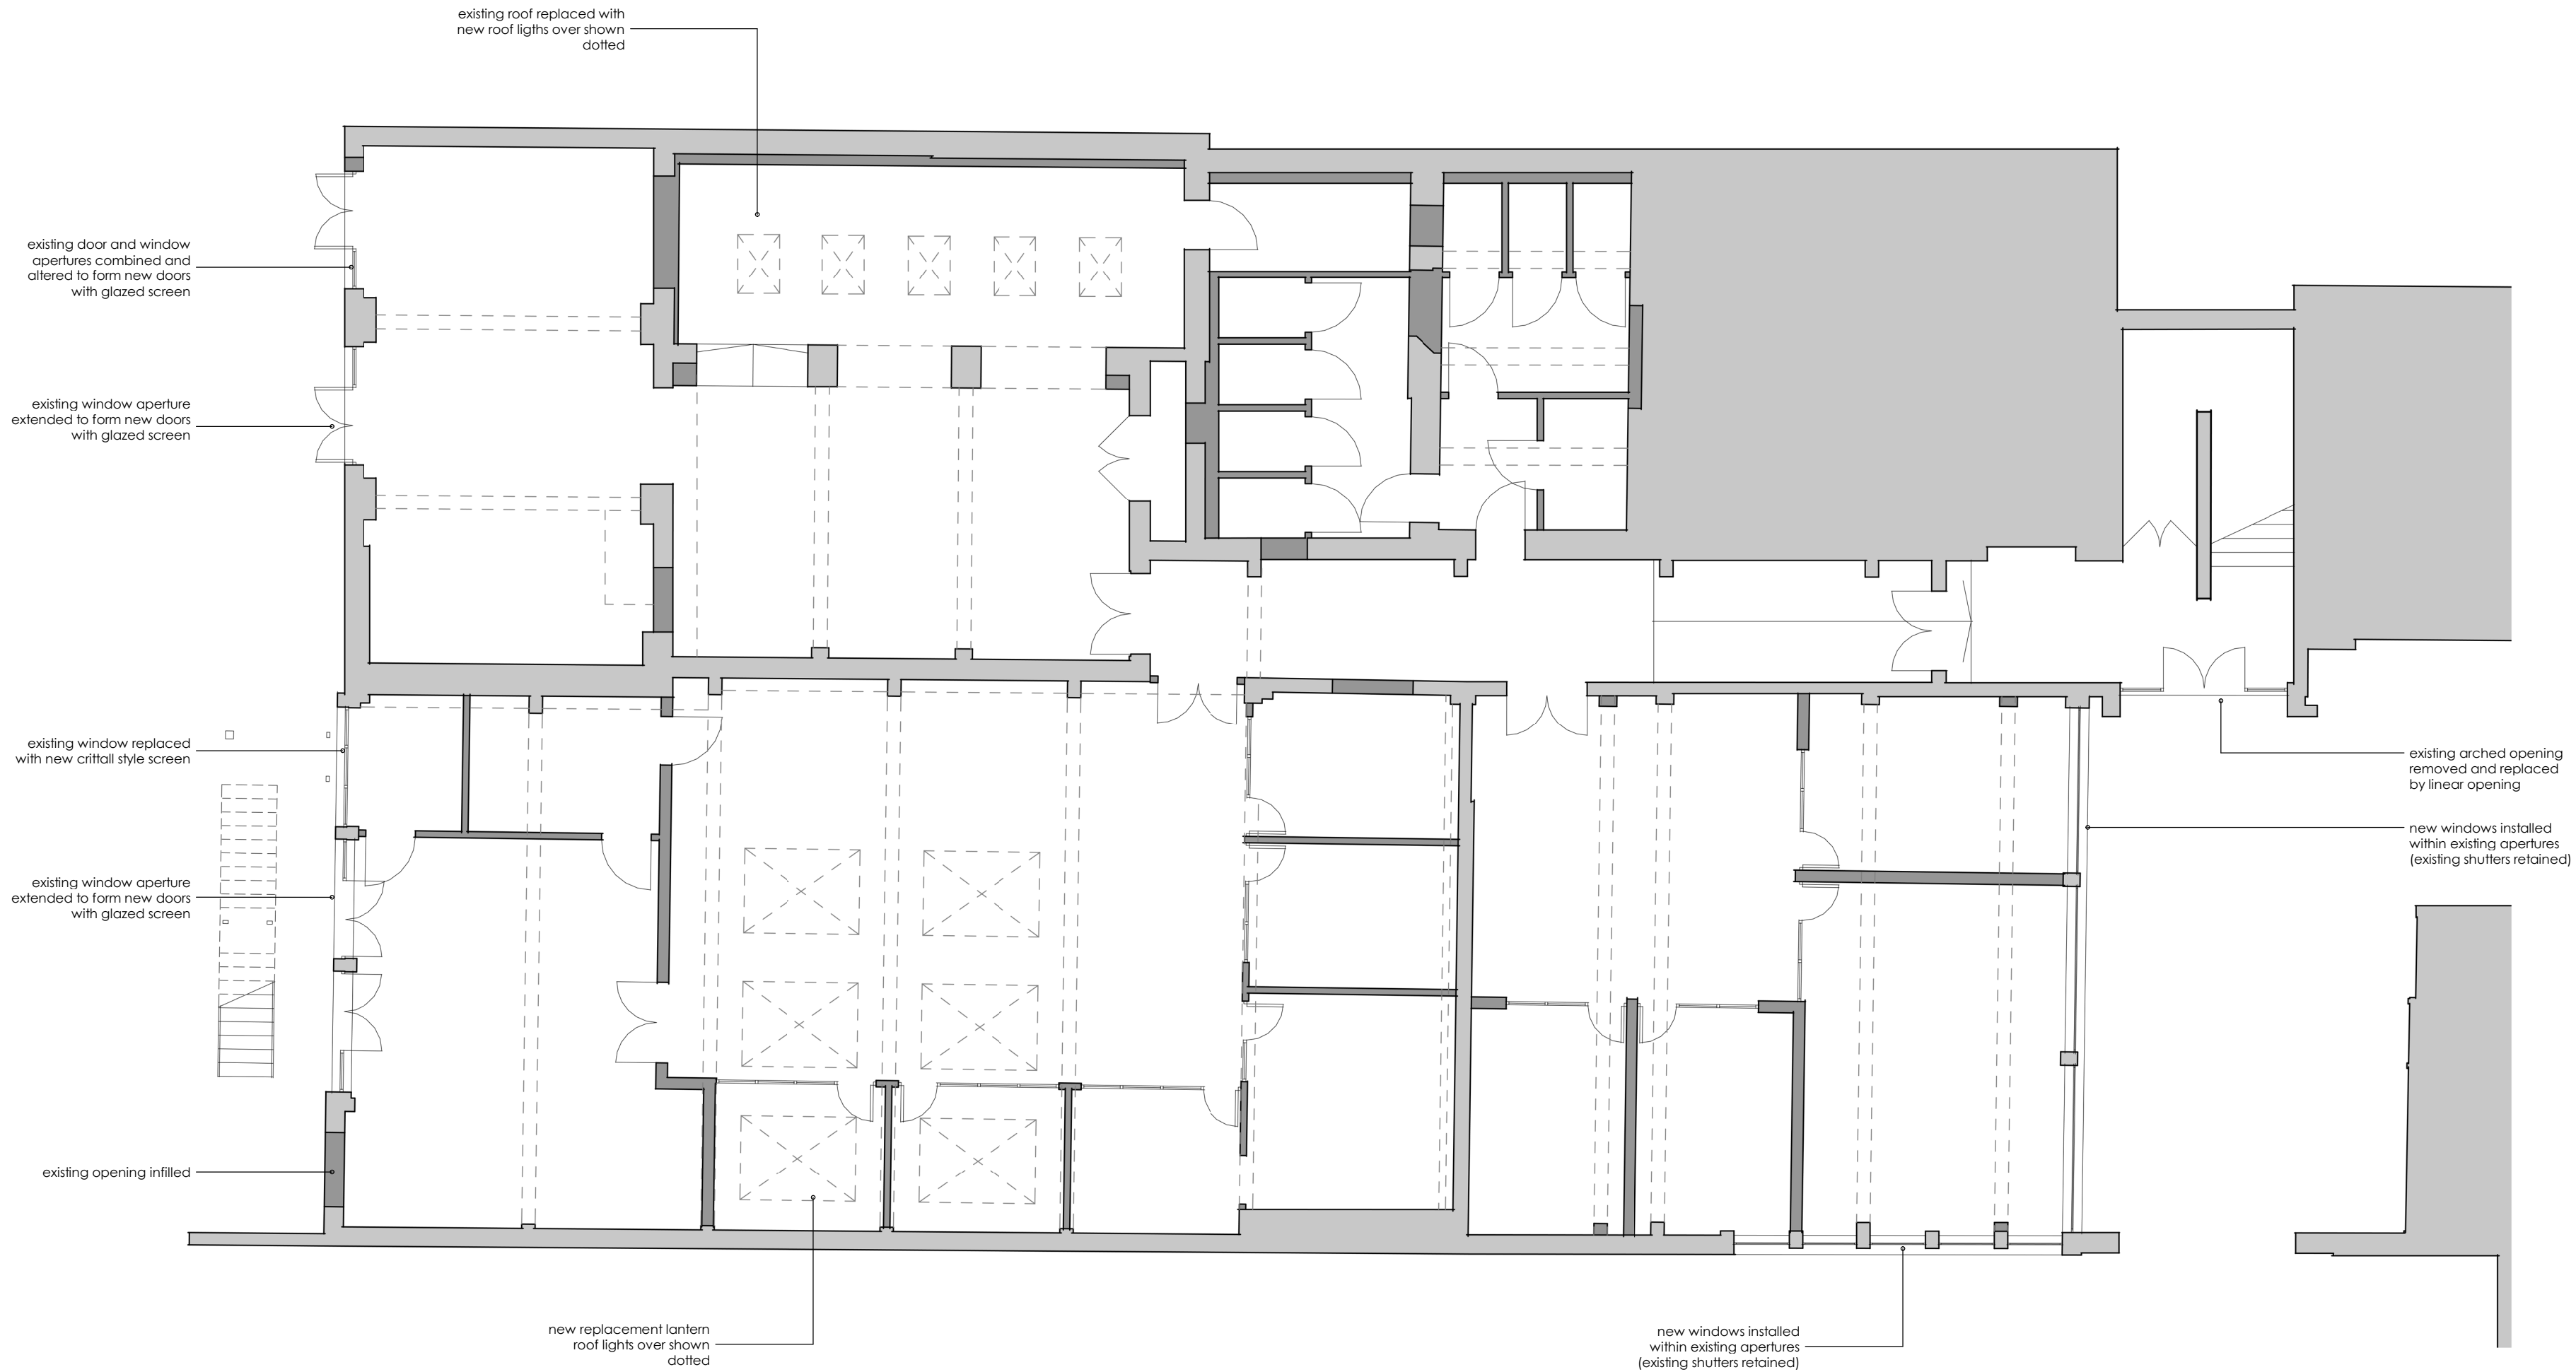 existing roof replaced with
new roof ligths over shown
dotted
existing door and window
apertures combined and
altered to form new doors
with glazed screen
existing window aperture
extended to form new doors
with glazed screen
existing window replaced
with new crittall style screen
existing window aperture
extended to form new doors
with glazed screen
existing opening infilled
new replacement lantern
roof lights over shown
dotted
new windows installed
within existing apertures
(existing shutters retained)
existing arched opening
removed and replaced
by linear opening
new windows installed
within existing apertures
(existing shutters retained)